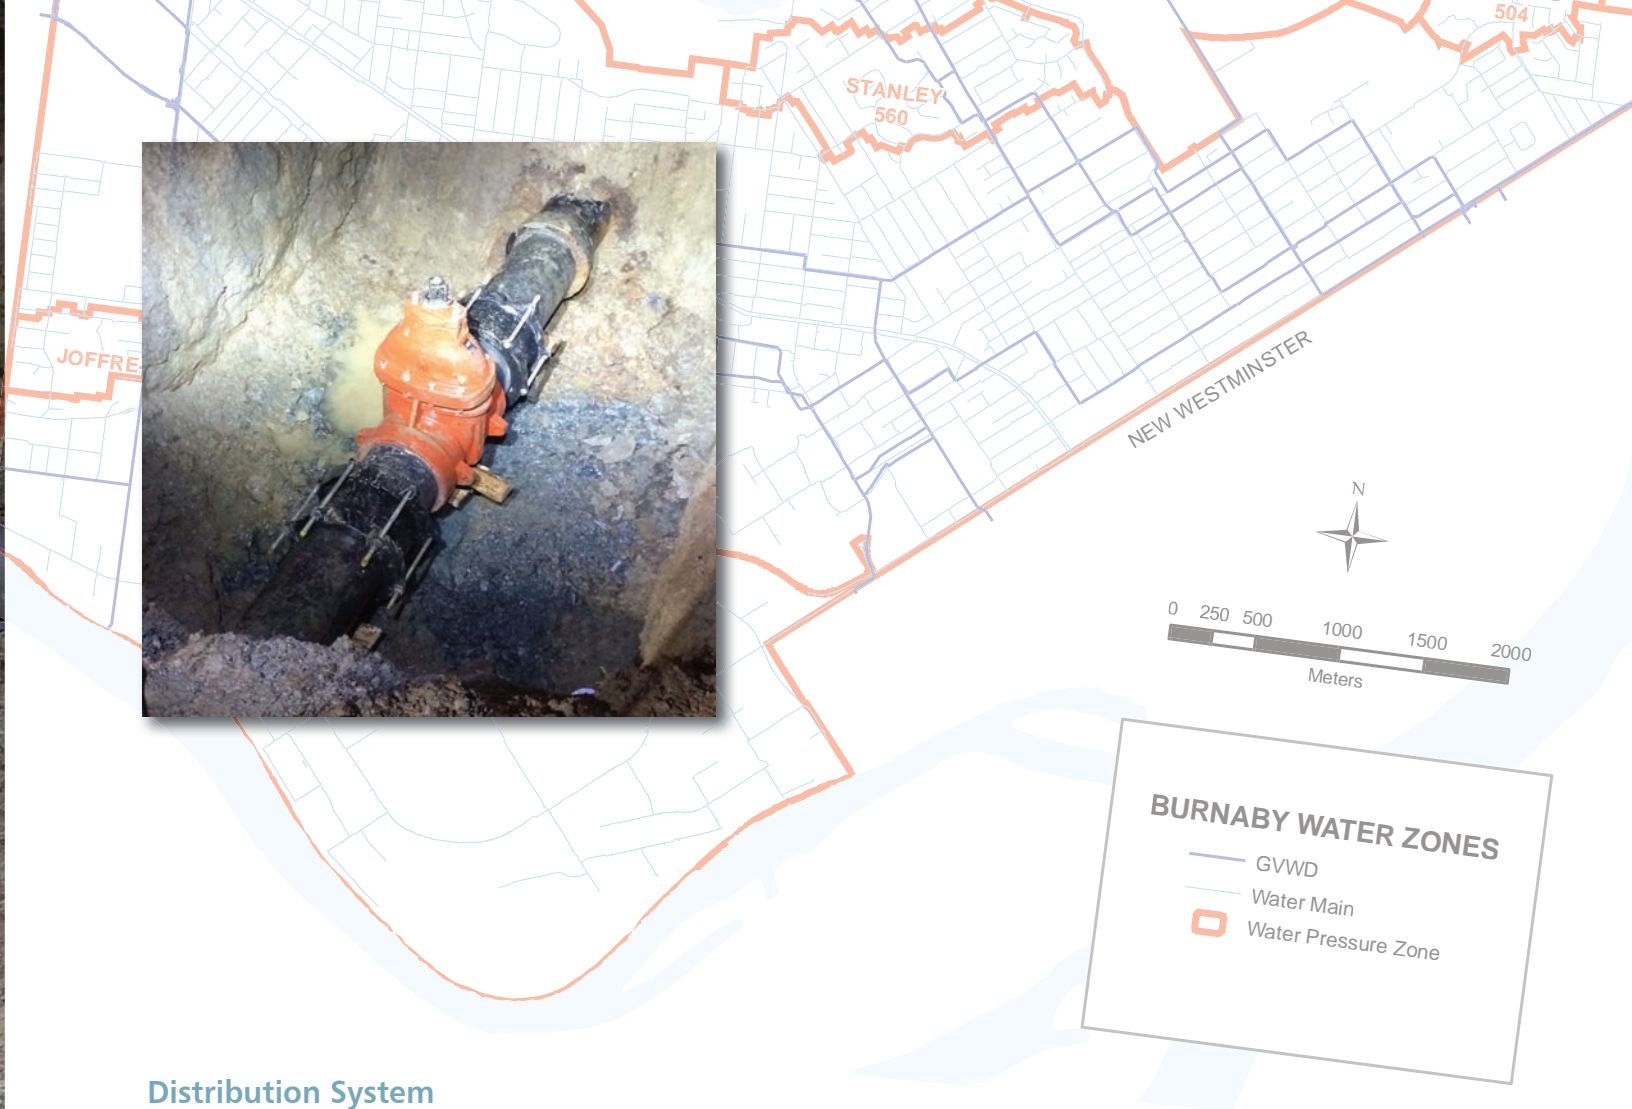 504
STANLEY
560
JOFFRE
NEW WESTMINSTER
N
0 250 500 1000 1500 2000
Meters
BURNABY WATER ZONES
GVWD
Water Main
Water Pressure Zone
Distribution System